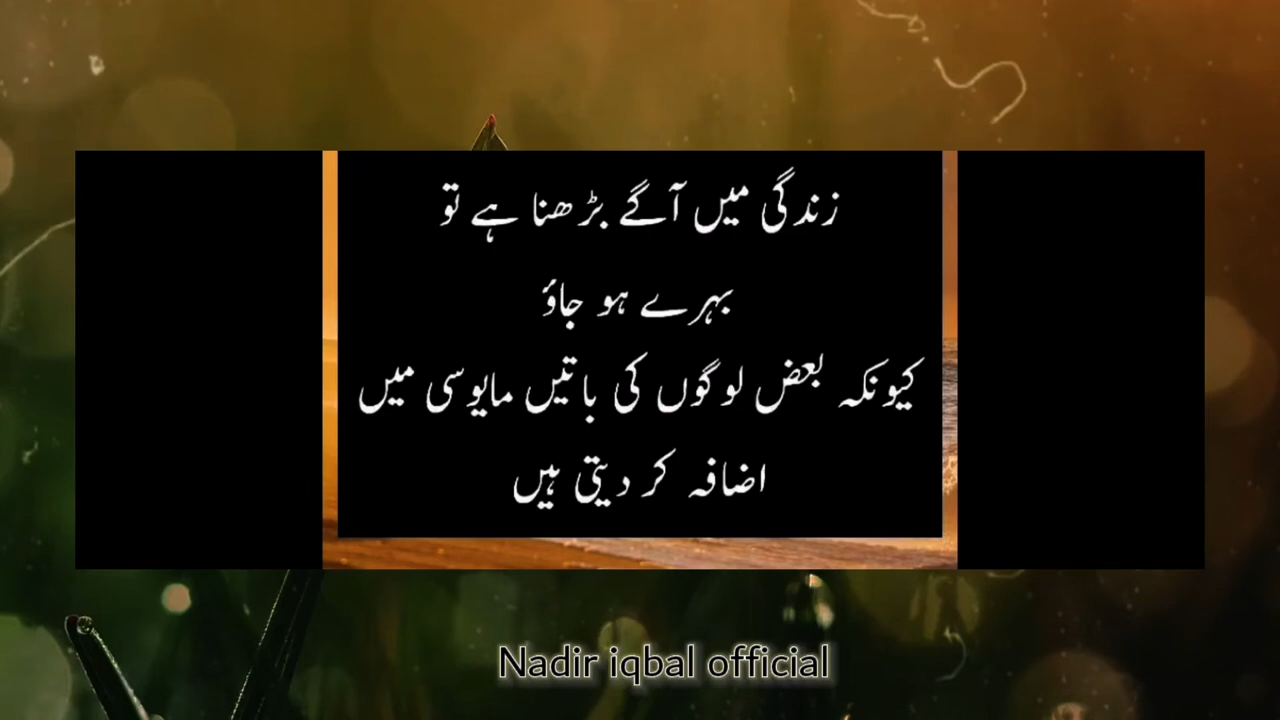 زندگی میں آگے بڑھنا ہے تو
بہرے ہو جاؤ
کیونکہ بعض لوگوں کی باتیں مایوسی میں
اضافہ کر دیتی ہیں
Nadir iqbal official